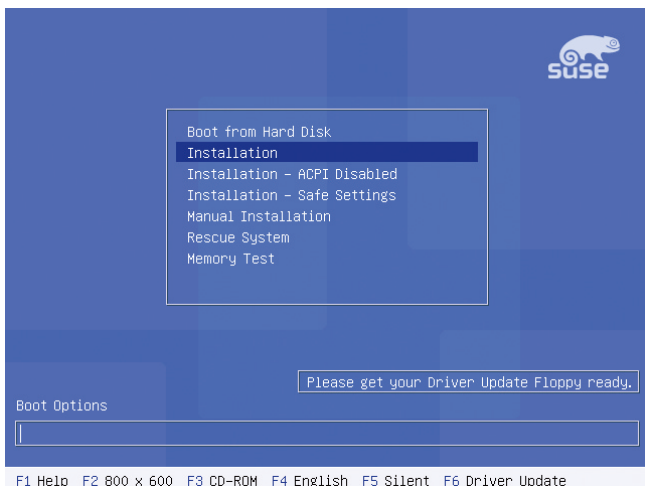 SUSE
Boot from Hard Disk
Installation
Installation - ACPI Disabled
Installation - Safe Settings
Manual Installation
Rescue System
Memory Test
Please get your Driver Update Floppy ready.
Boot Options
F1 Help F2 800 x 600 F3 CD-ROM F4 English F5 Silent F6 Driver Update